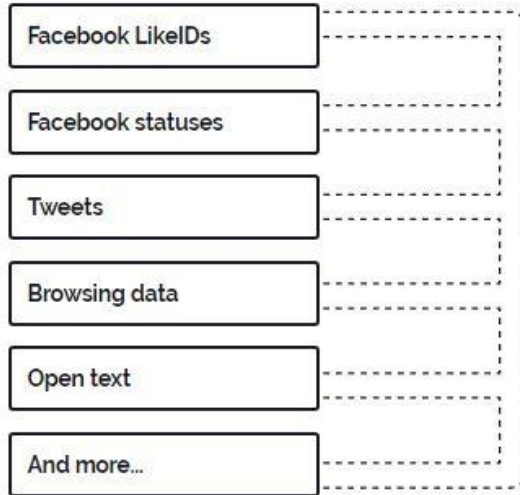 Facebook LikeIDs
Facebook statuses
Tweets
Browsing data
Open text
And more...